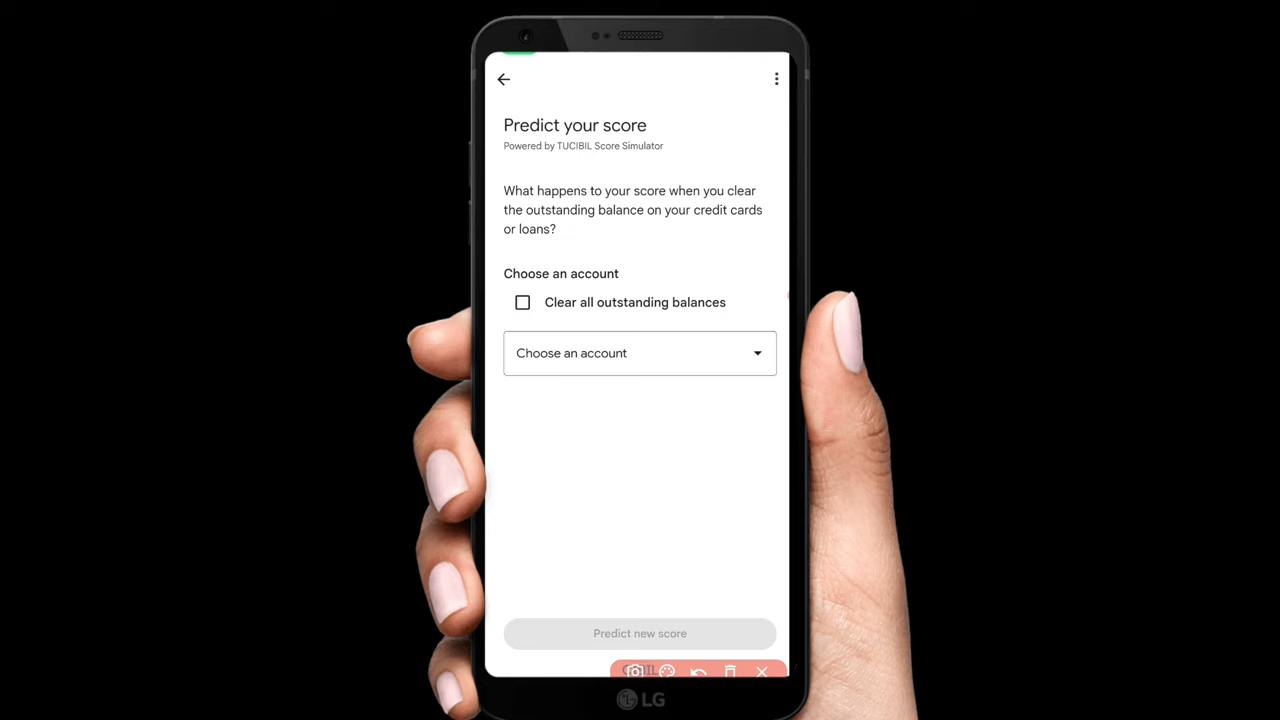 Predict your score
Powered by TUCIBIL Score Simulator
What happens to your score when you clear
the outstanding balance on your credit cards
or loans?
Choose an account
Clear all outstanding balances
Choose an account
Predict new score
LG